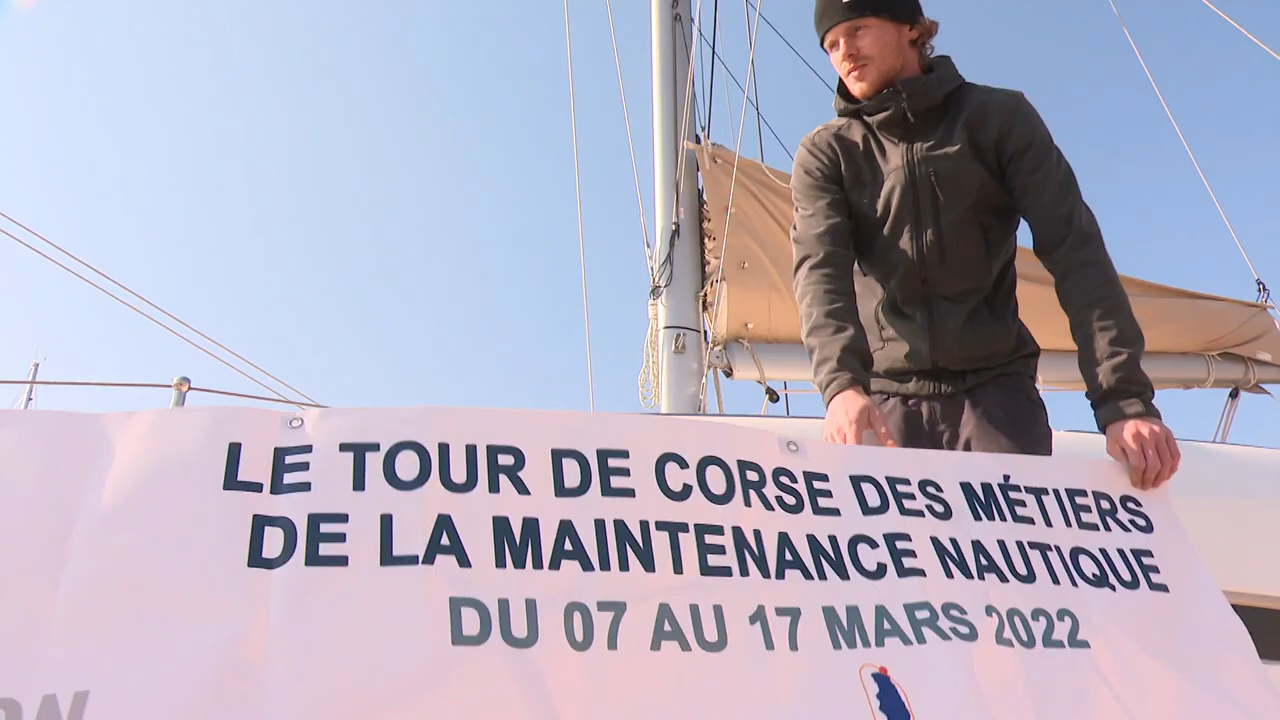 LE TOUR DE CORSE DES MÉTIERS
DE LA MAINTENANCE NAUTIQUE
DU 07 AU 17 MARS 2022